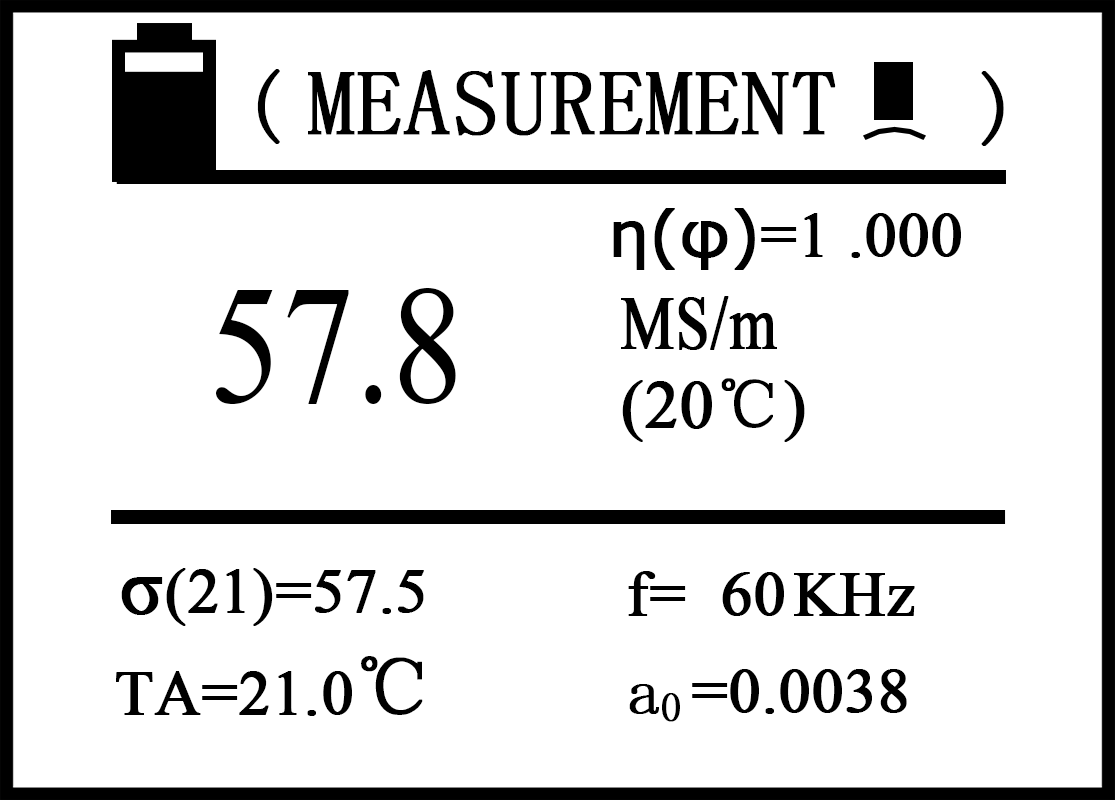 ( MEASUREMENT )
η(φ)=1 .000
57.8
MS/m
(20℃)
σ(21)=57.5
f= 60KHz
TA=21.0℃
a₀=0.0038